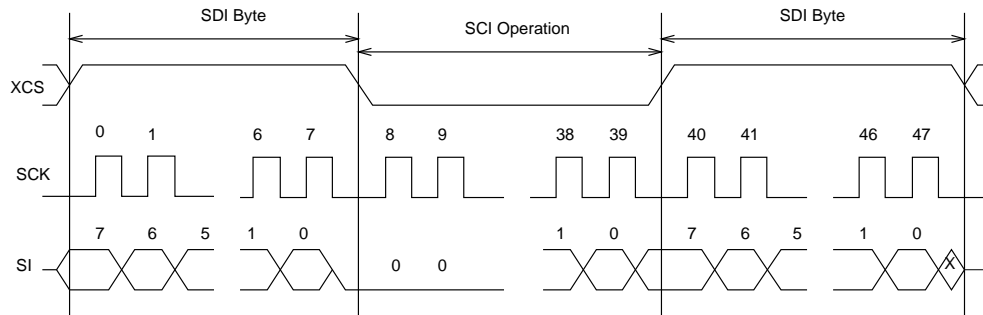 SDI Byte SCI Operation SDI Byte
XCS
0 1 6 7 8 9 38 39 40 41 46 47
SCK
7 6 5 1 0 1 0 7 6 5 1 0
SI 0 0 X